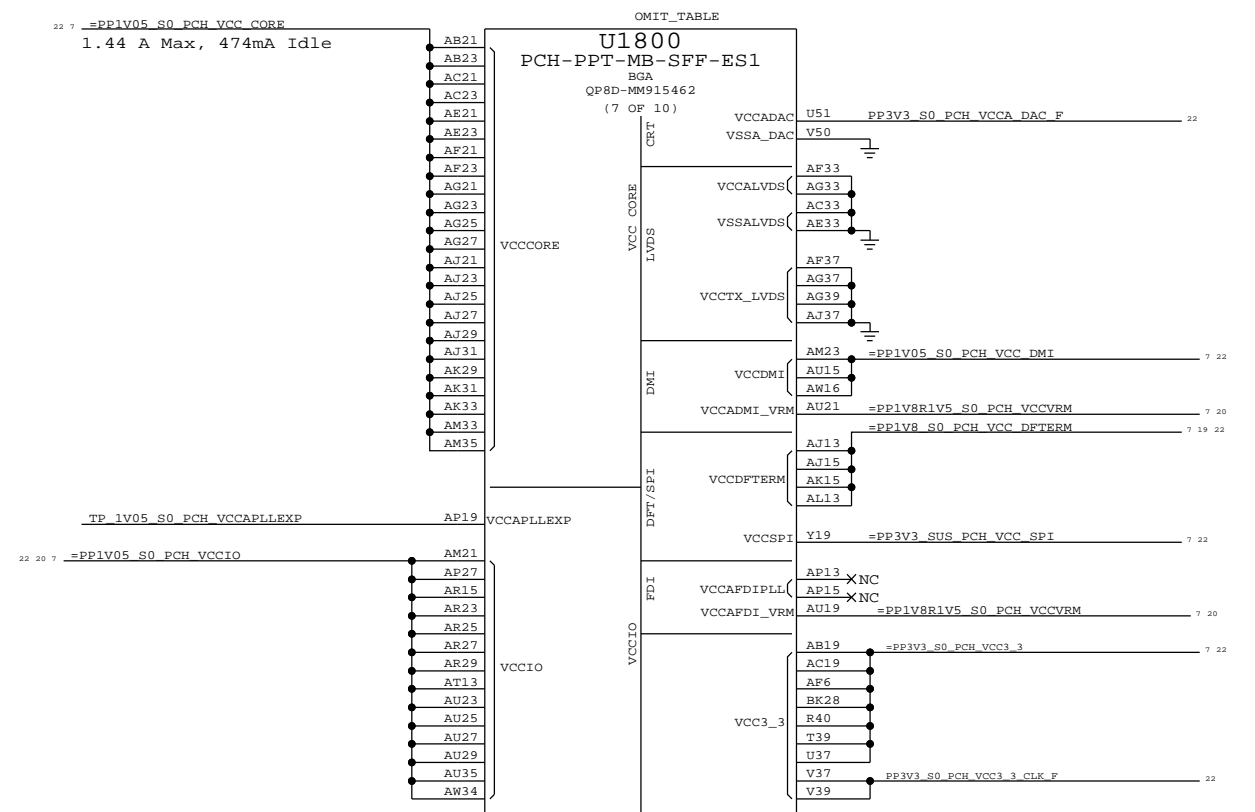 OMIT_TABLE
U1800
PCH-PPT-MB-SFF-ES1
BGA
QP8D-MM915462
(7 OF 10)
22 7 =PP1V05_S0_PCH_VCC_CORE
1.44 A Max, 474mA Idle
AB21
AB23
AC21
AC23
AE21
AE23
AF21
AF23
AG21
AG23
AG25
AG27
AJ21
AJ23
AJ25
AJ27
AJ29
AJ31
AK29
AK31
AK33
AM33
AM35
VCCCORE
TP_1V05_S0_PCH_VCCAPLLEXP AP19 VCCAPLLEXP
22 20 7 =PP1V05_S0_PCH_VCCIO
AM21
AP27
AR15
AR23
AR25
AR27
AR29
AT13
AU23
AU25
AU27
AU29
AU35
AW34
VCCIO
VCC CORE
VCCIO
CRT
LVDS
DMI
DFT/SPI
FDI
VCCADAC U51 PP3V3_S0_PCH_VCCA_DAC_F 22
VSSA_DAC V50
VCCALVDS
AF33
AG33
VSSALVDS
AC33
AE33
VCCTX_LVDS
AF37
AG37
AG39
AJ37
VCCDMI
AM23 =PP1V05_S0_PCH_VCC_DMI 7 22
AU15
AW16
VCCADMI_VRM AU21 =PP1V8R1V5_S0_PCH_VCCVRM 7 20
=PP1V8_S0_PCH_VCC_DFTERM 7 19 22
VCCDFTERM
AJ13
AJ15
AK15
AL13
VCCSPI Y19 =PP3V3_SUS_PCH_VCC_SPI 7 22
VCCAFDIPLL
AP13 NC
AP15 NC
VCCAFDI_VRM AU19 =PP1V8R1V5_S0_PCH_VCCVRM 7 20
VCC3_3
AB19 =PP3V3_S0_PCH_VCC3_3 7 22
AC19
AF6
BK28
R40
T39
U37
V37 PP3V3_S0_PCH_VCC3_3_CLK_F 22
V39